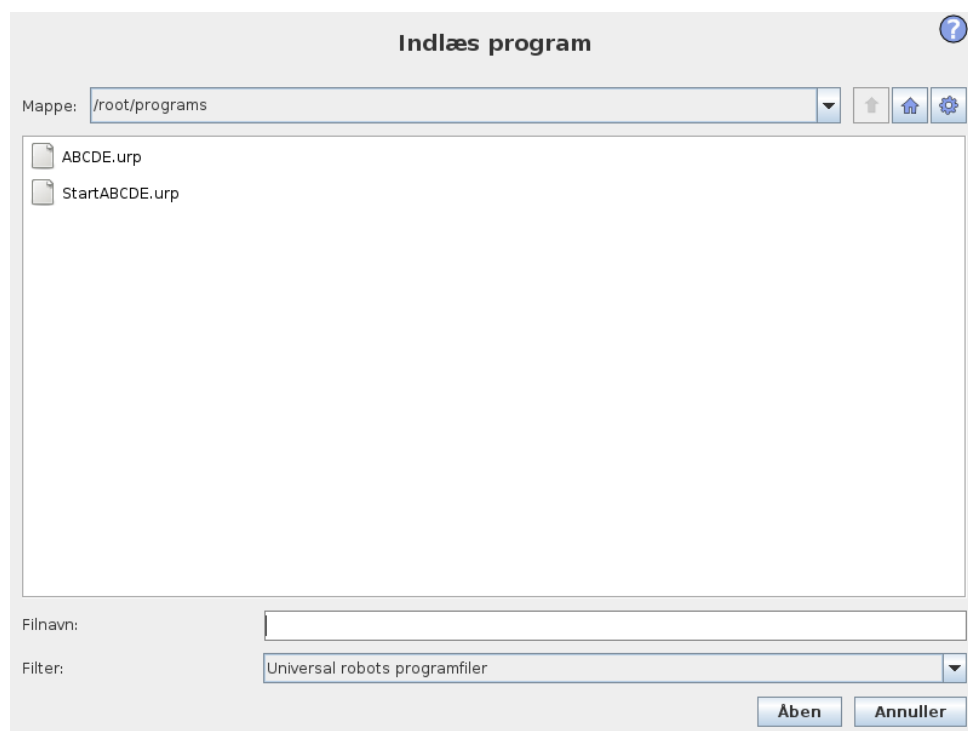 Indlæs program
?
Mappe: /root/programs
ABCDE.urp
StartABCDE.urp
Filnavn:
Filter: Universal robots programfiler
Åben Annuller